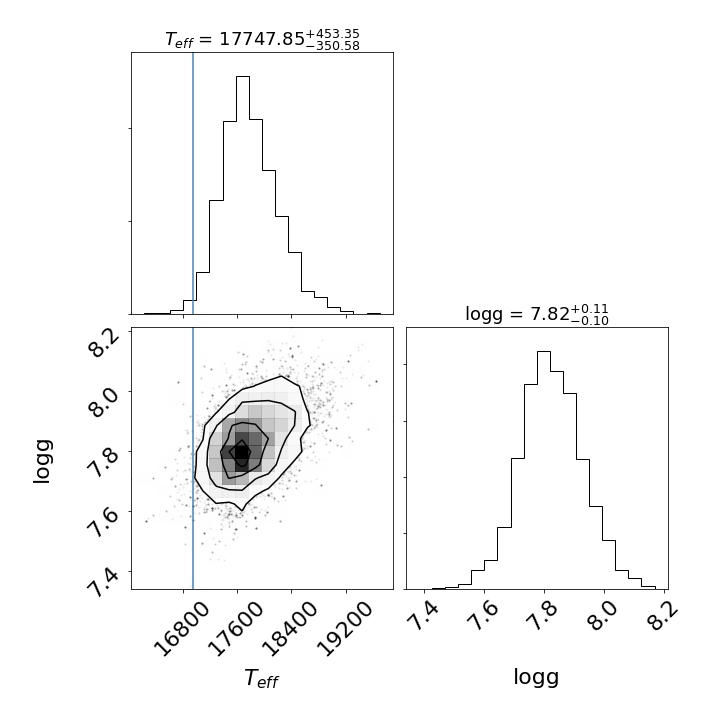 T_eff = 17747.85^{+453.35}_{-350.58}
logg = 7.82^{+0.11}_{-0.10}
logg
8.2
8.0
7.8
7.6
7.4
16800 17600 18400 19200
T_eff
7.4 7.6 7.8 8.0 8.2
logg